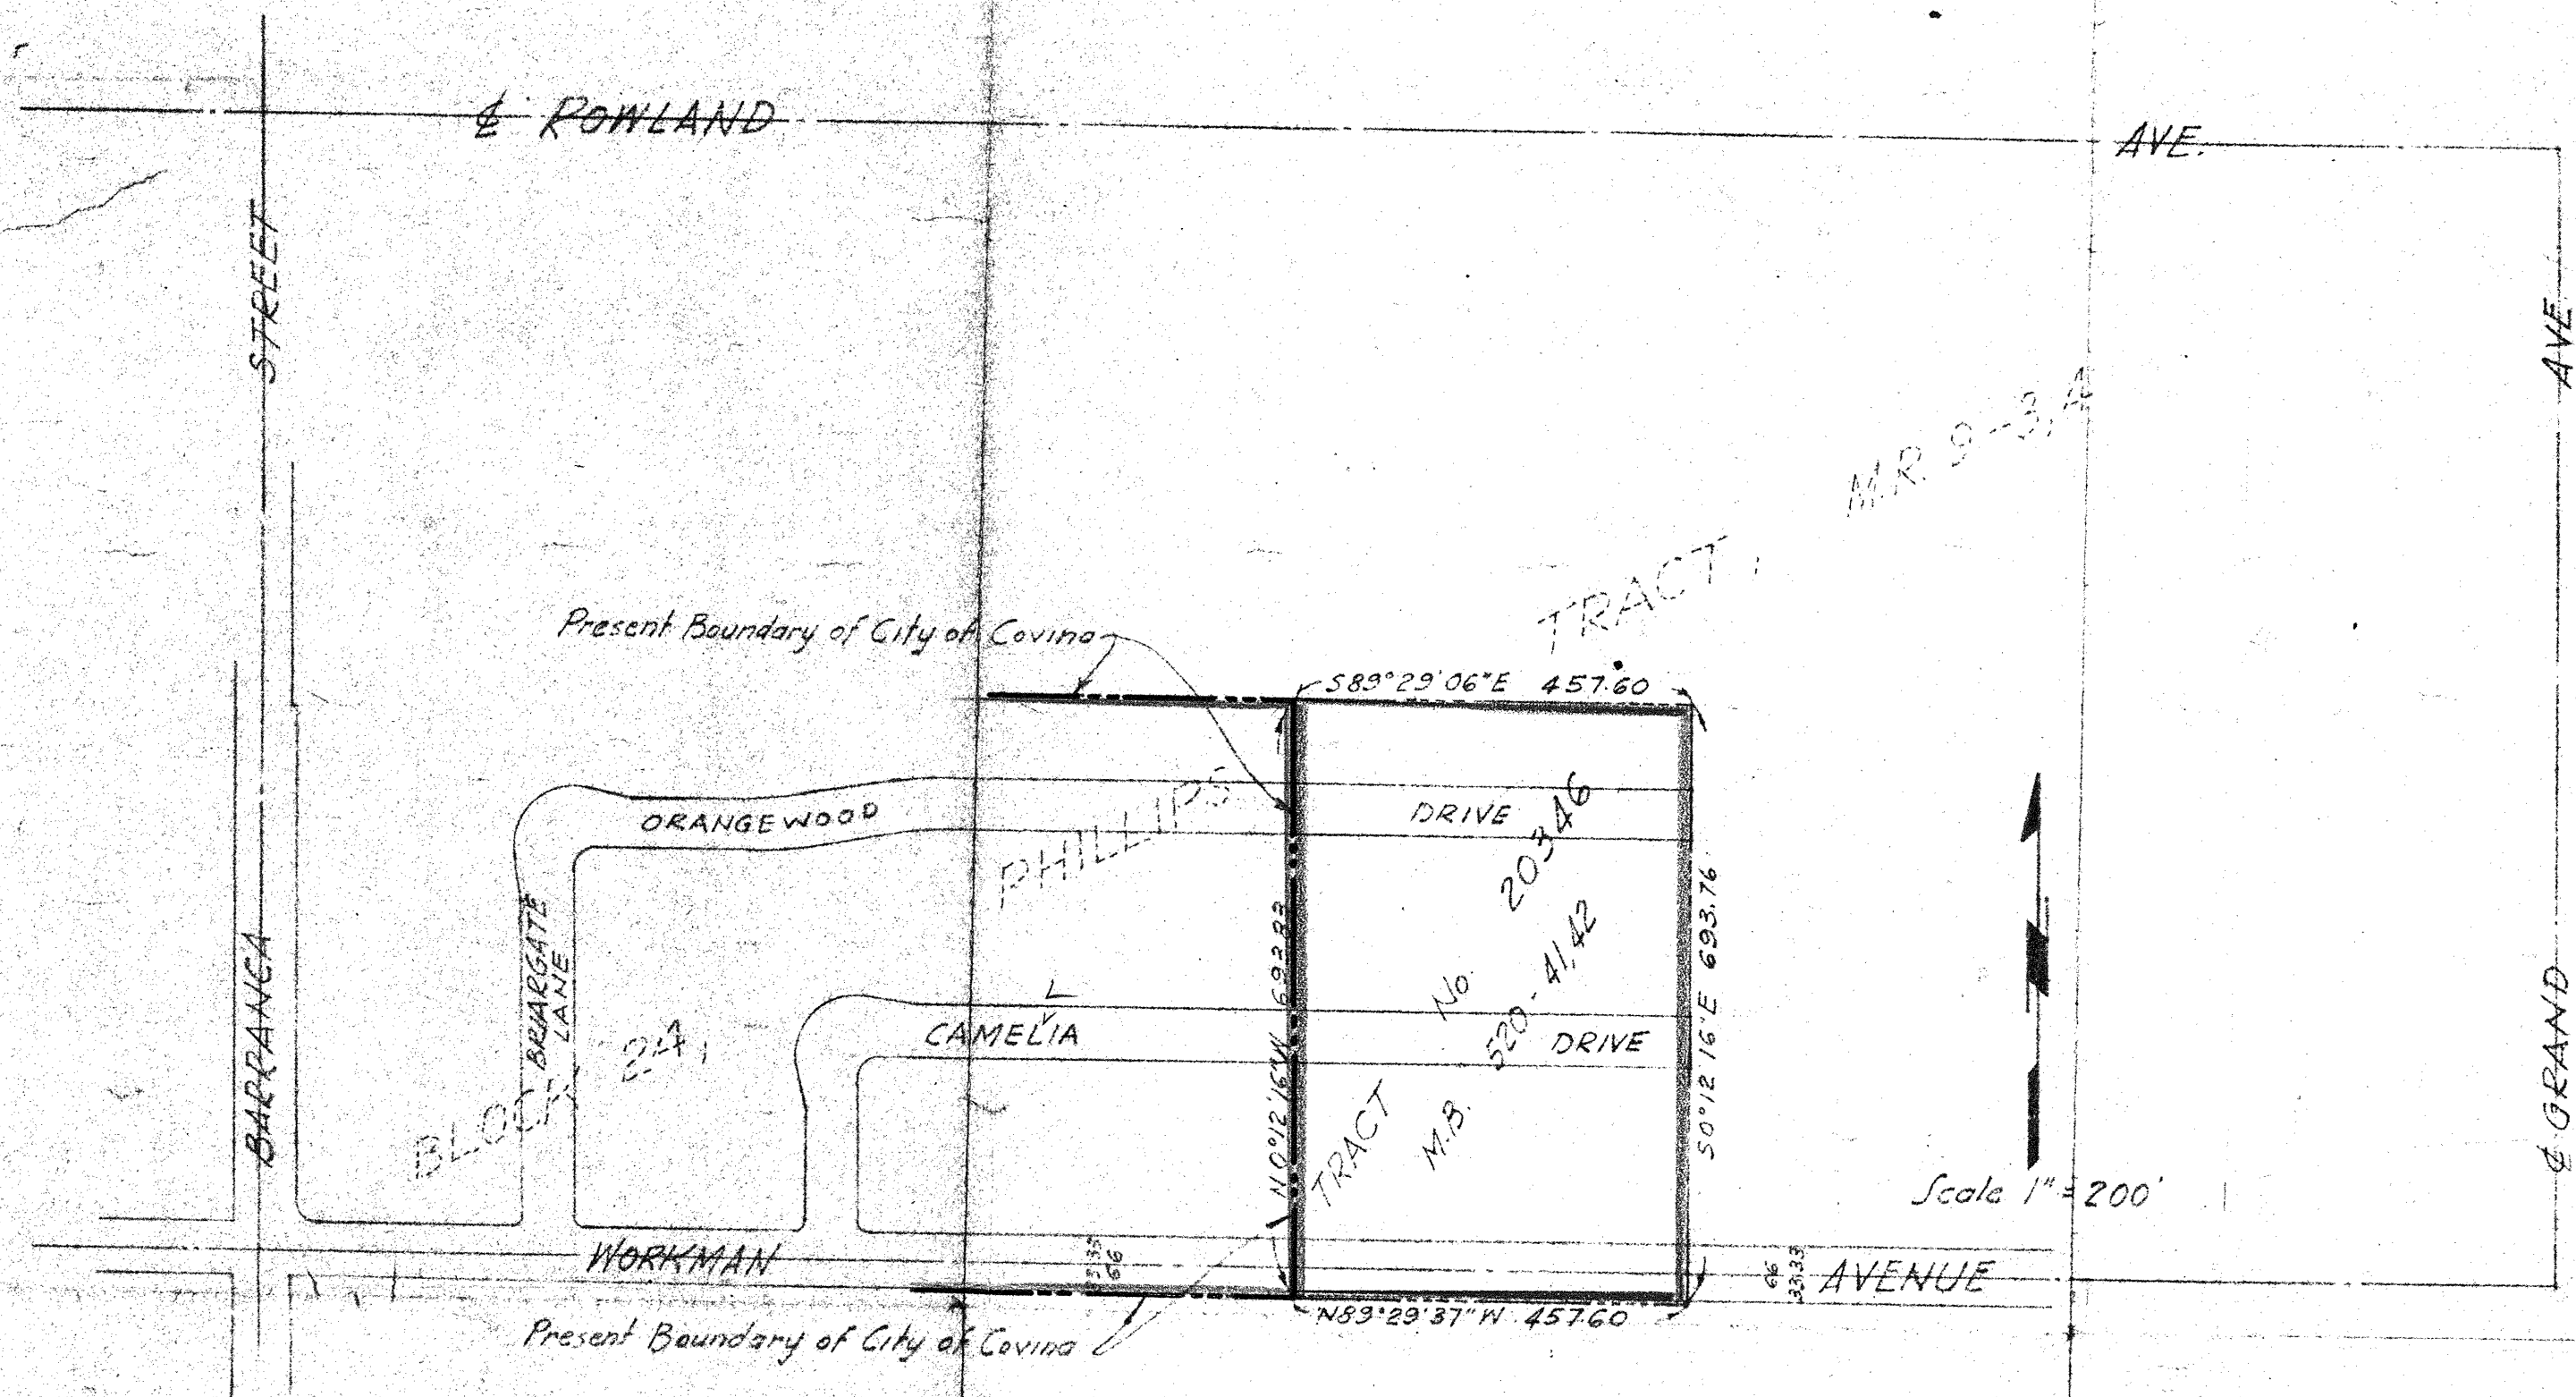 ℄ ROWLAND AVE.
STREET
AVE.
M.R. 9-3,4
TRACT,
Present Boundary of City of Covina
S89°29'06"E 457.60
ORANGEWOOD DRIVE
PHILLIPS
20346
No.
TRACT
520-41,42
M.B.
S0°12'16"E 693.76
N0°12'16"W
BRIARGATE
LANE
BARRANCA
24,
BLOCK
CAMELIA DRIVE
℄ GRAND
Scale 1" = 200'
WORKMAN AVENUE
33 33
66
66
33 33
N89°29'37"W 457.60
Present Boundary of City of Covina